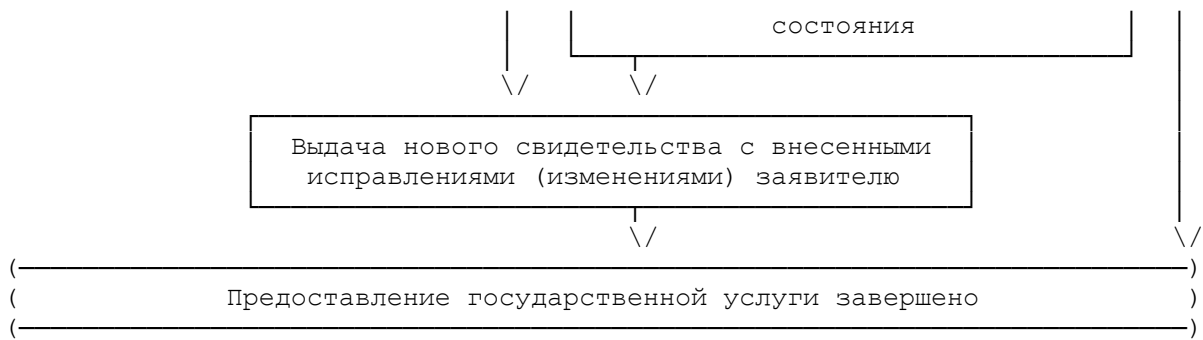 состояния
Выдача нового свидетельства с внесенными
исправлениями (изменениями) заявителю
Предоставление государственной услуги завершено